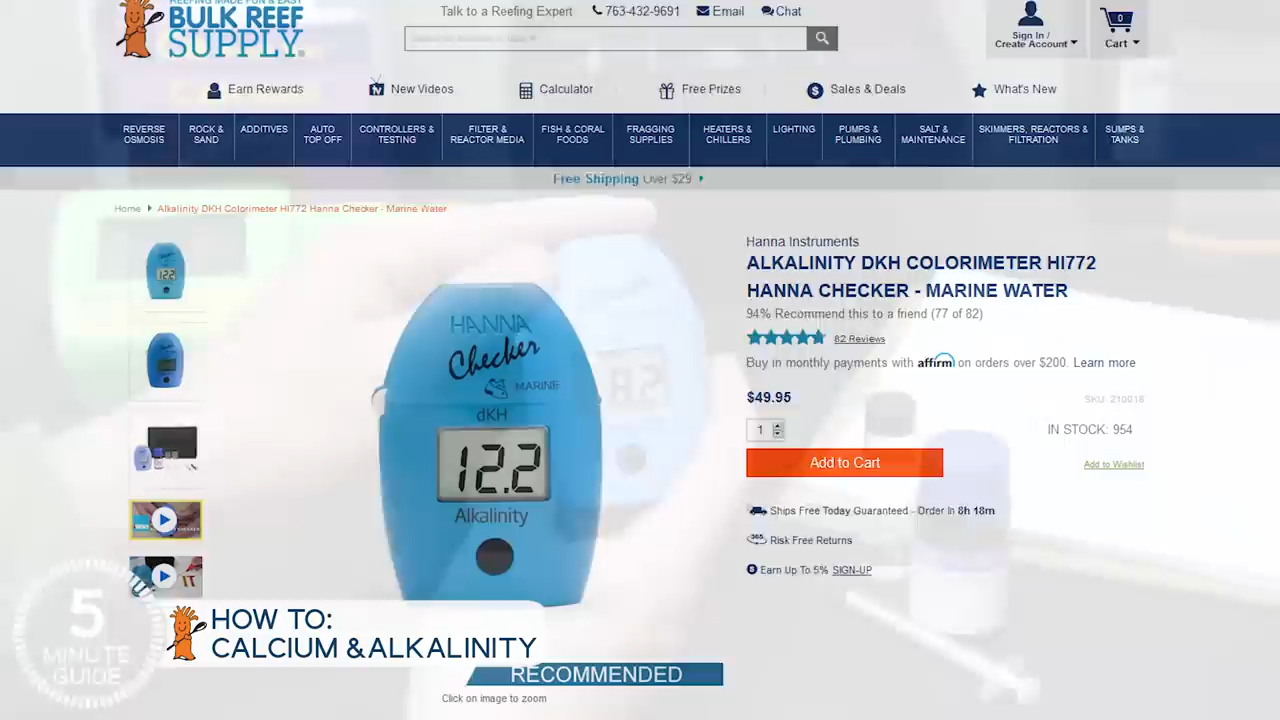 REEFING MADE FUN & EASY
BULK REEF
SUPPLY
Talk to a Reefing Expert
763-432-9691
Email
Chat
Sign In /
Create Account
0
Cart
Earn Rewards
New Videos
Calculator
Free Prizes
Sales & Deals
What's New
REVERSE
OSMOSIS
ROCK &
SAND
ADDITIVES
AUTO
TOP OFF
CONTROLLERS &
TESTING
FILTER &
REACTOR MEDIA
FISH & CORAL
FOODS
FRAGGING
SUPPLIES
HEATERS &
CHILLERS
LIGHTING
PUMPS &
PLUMBING
SALT &
MAINTENANCE
SKIMMERS, REACTORS &
FILTRATION
SUMPS &
TANKS
Free Shipping Over $29
Home Alkalinity DKH Colorimeter HI772 Hanna Checker - Marine Water
HANNA
Checker
MARINE
dKH
12.2
Alkalinity
Hanna Instruments
ALKALINITY DKH COLORIMETER HI772
HANNA CHECKER - MARINE WATER
94% Recommend this to a friend (77 of 82)
82 Reviews
Buy in monthly payments with affirm on orders over $200. Learn more
$49.95
SKU: 210018
1
IN STOCK: 954
Add to Cart
Add to Wishlist
Ships Free Today Guaranteed - Order In 8h 18m
365
Risk Free Returns
Earn Up To 5% SIGN-UP
5
MINUTE
GUIDE
HOW TO:
CALCIUM & ALKALINITY
RECOMMENDED
Click on image to zoom